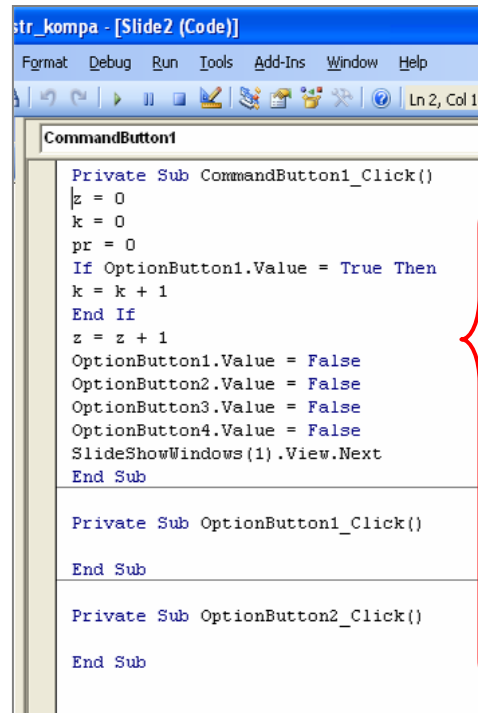 str_kompa - [Slide2 (Code)]
Format Debug Run Tools Add-Ins Window Help
Ln 2, Col 1
CommandButton1
Private Sub CommandButton1_Click()
z = 0
k = 0
pr = 0
If OptionButton1.Value = True Then
k = k + 1
End If
z = z + 1
OptionButton1.Value = False
OptionButton2.Value = False
OptionButton3.Value = False
OptionButton4.Value = False
SlideShowWindows(1).View.Next
End Sub
Private Sub OptionButton1_Click()
End Sub
Private Sub OptionButton2_Click()
End Sub